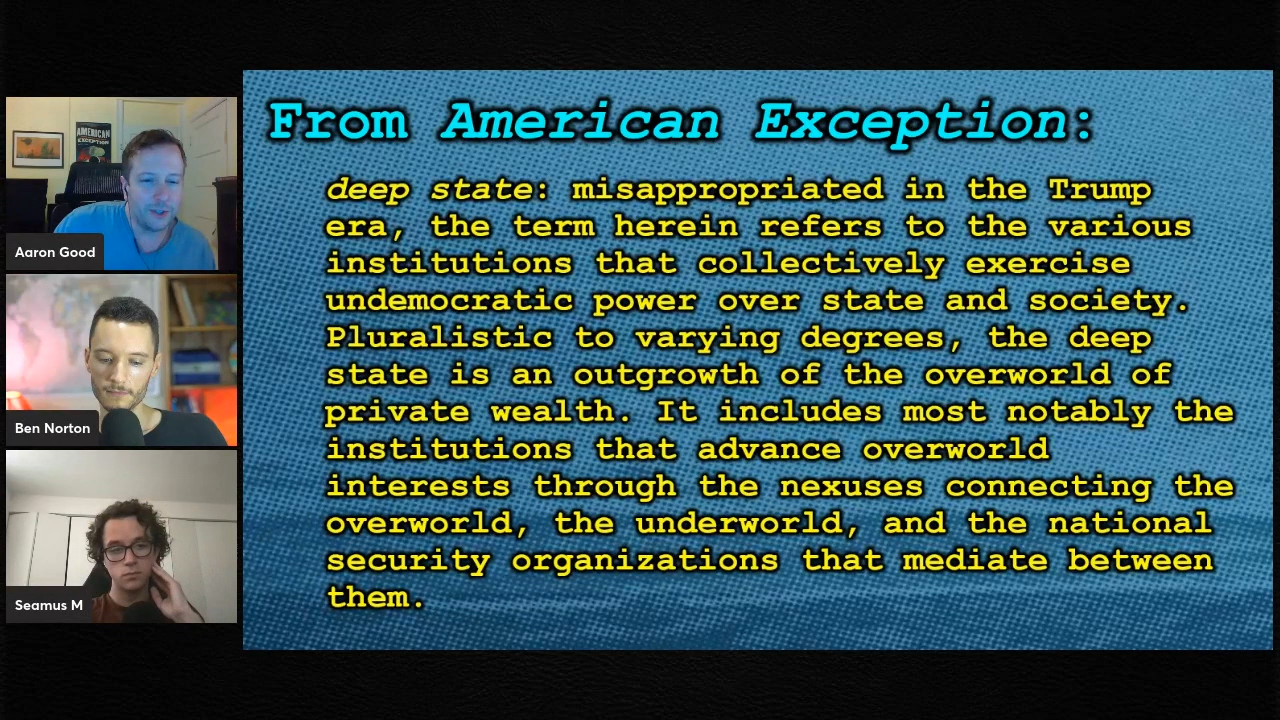 From American Exception:
deep state: misappropriated in the Trump
era, the term herein refers to the various
institutions that collectively exercise
undemocratic power over state and society.
Pluralistic to varying degrees, the deep
state is an outgrowth of the overworld of
private wealth. It includes most notably the
institutions that advance overworld
interests through the nexuses connecting the
overworld, the underworld, and the national
security organizations that mediate between
them.
AMERICAN
EXCEPTION
Aaron Good
Ben Norton
Seamus M